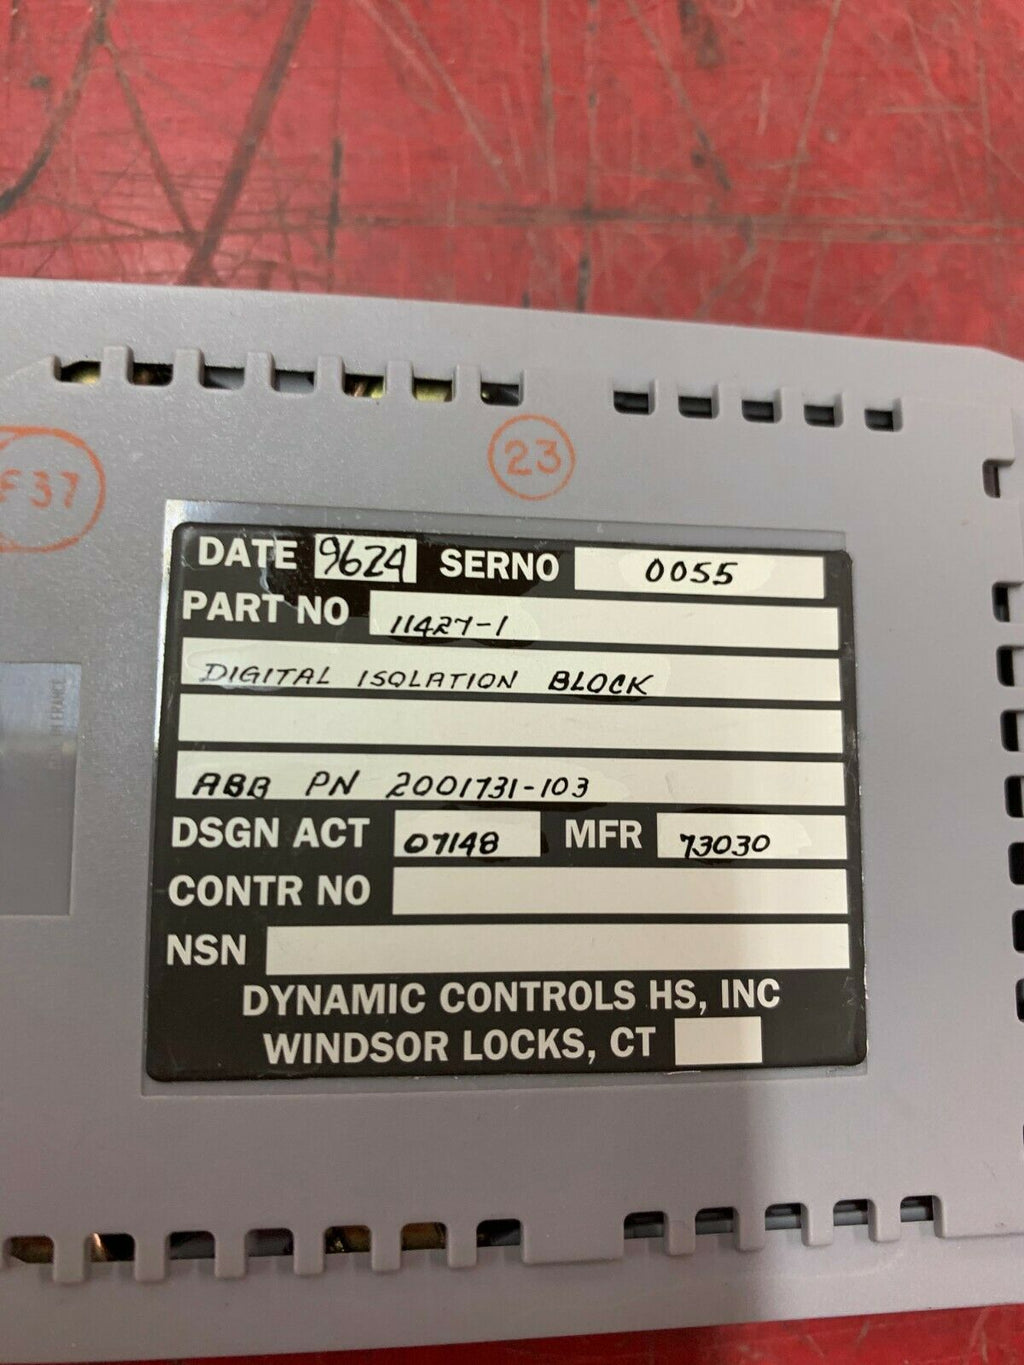 23
F37
DATE 9624 SERNO 0055
PART NO 11427-1
DIGITAL ISOLATION BLOCK
ABB PN 2001731-103
DSGN ACT 07148 MFR 73030
CONTR NO
NSN
DYNAMIC CONTROLS HS, INC
WINDSOR LOCKS, CT